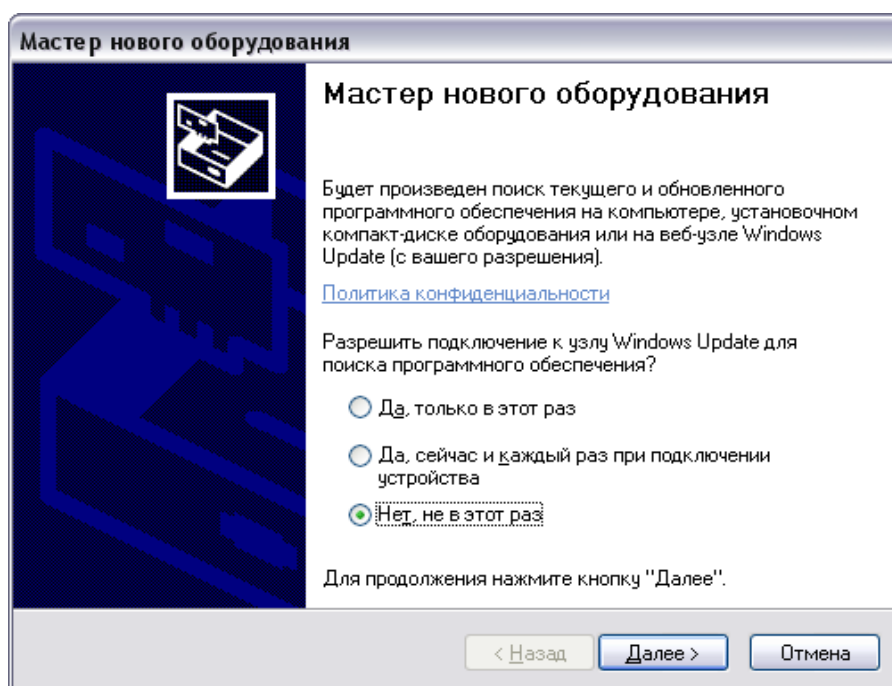 Мастер нового оборудования
Мастер нового оборудования
Будет произведен поиск текущего и обновленного
программного обеспечения на компьютере, установочном
компакт-диске оборудования или на веб-узле Windows
Update (с вашего разрешения).
Политика конфиденциальности
Разрешить подключение к узлу Windows Update для
поиска программного обеспечения?
Да, только в этот раз
Да, сейчас и каждый раз при подключении
устройства
Нет, не в этот раз
Для продолжения нажмите кнопку "Далее".
< Назад Далее > Отмена